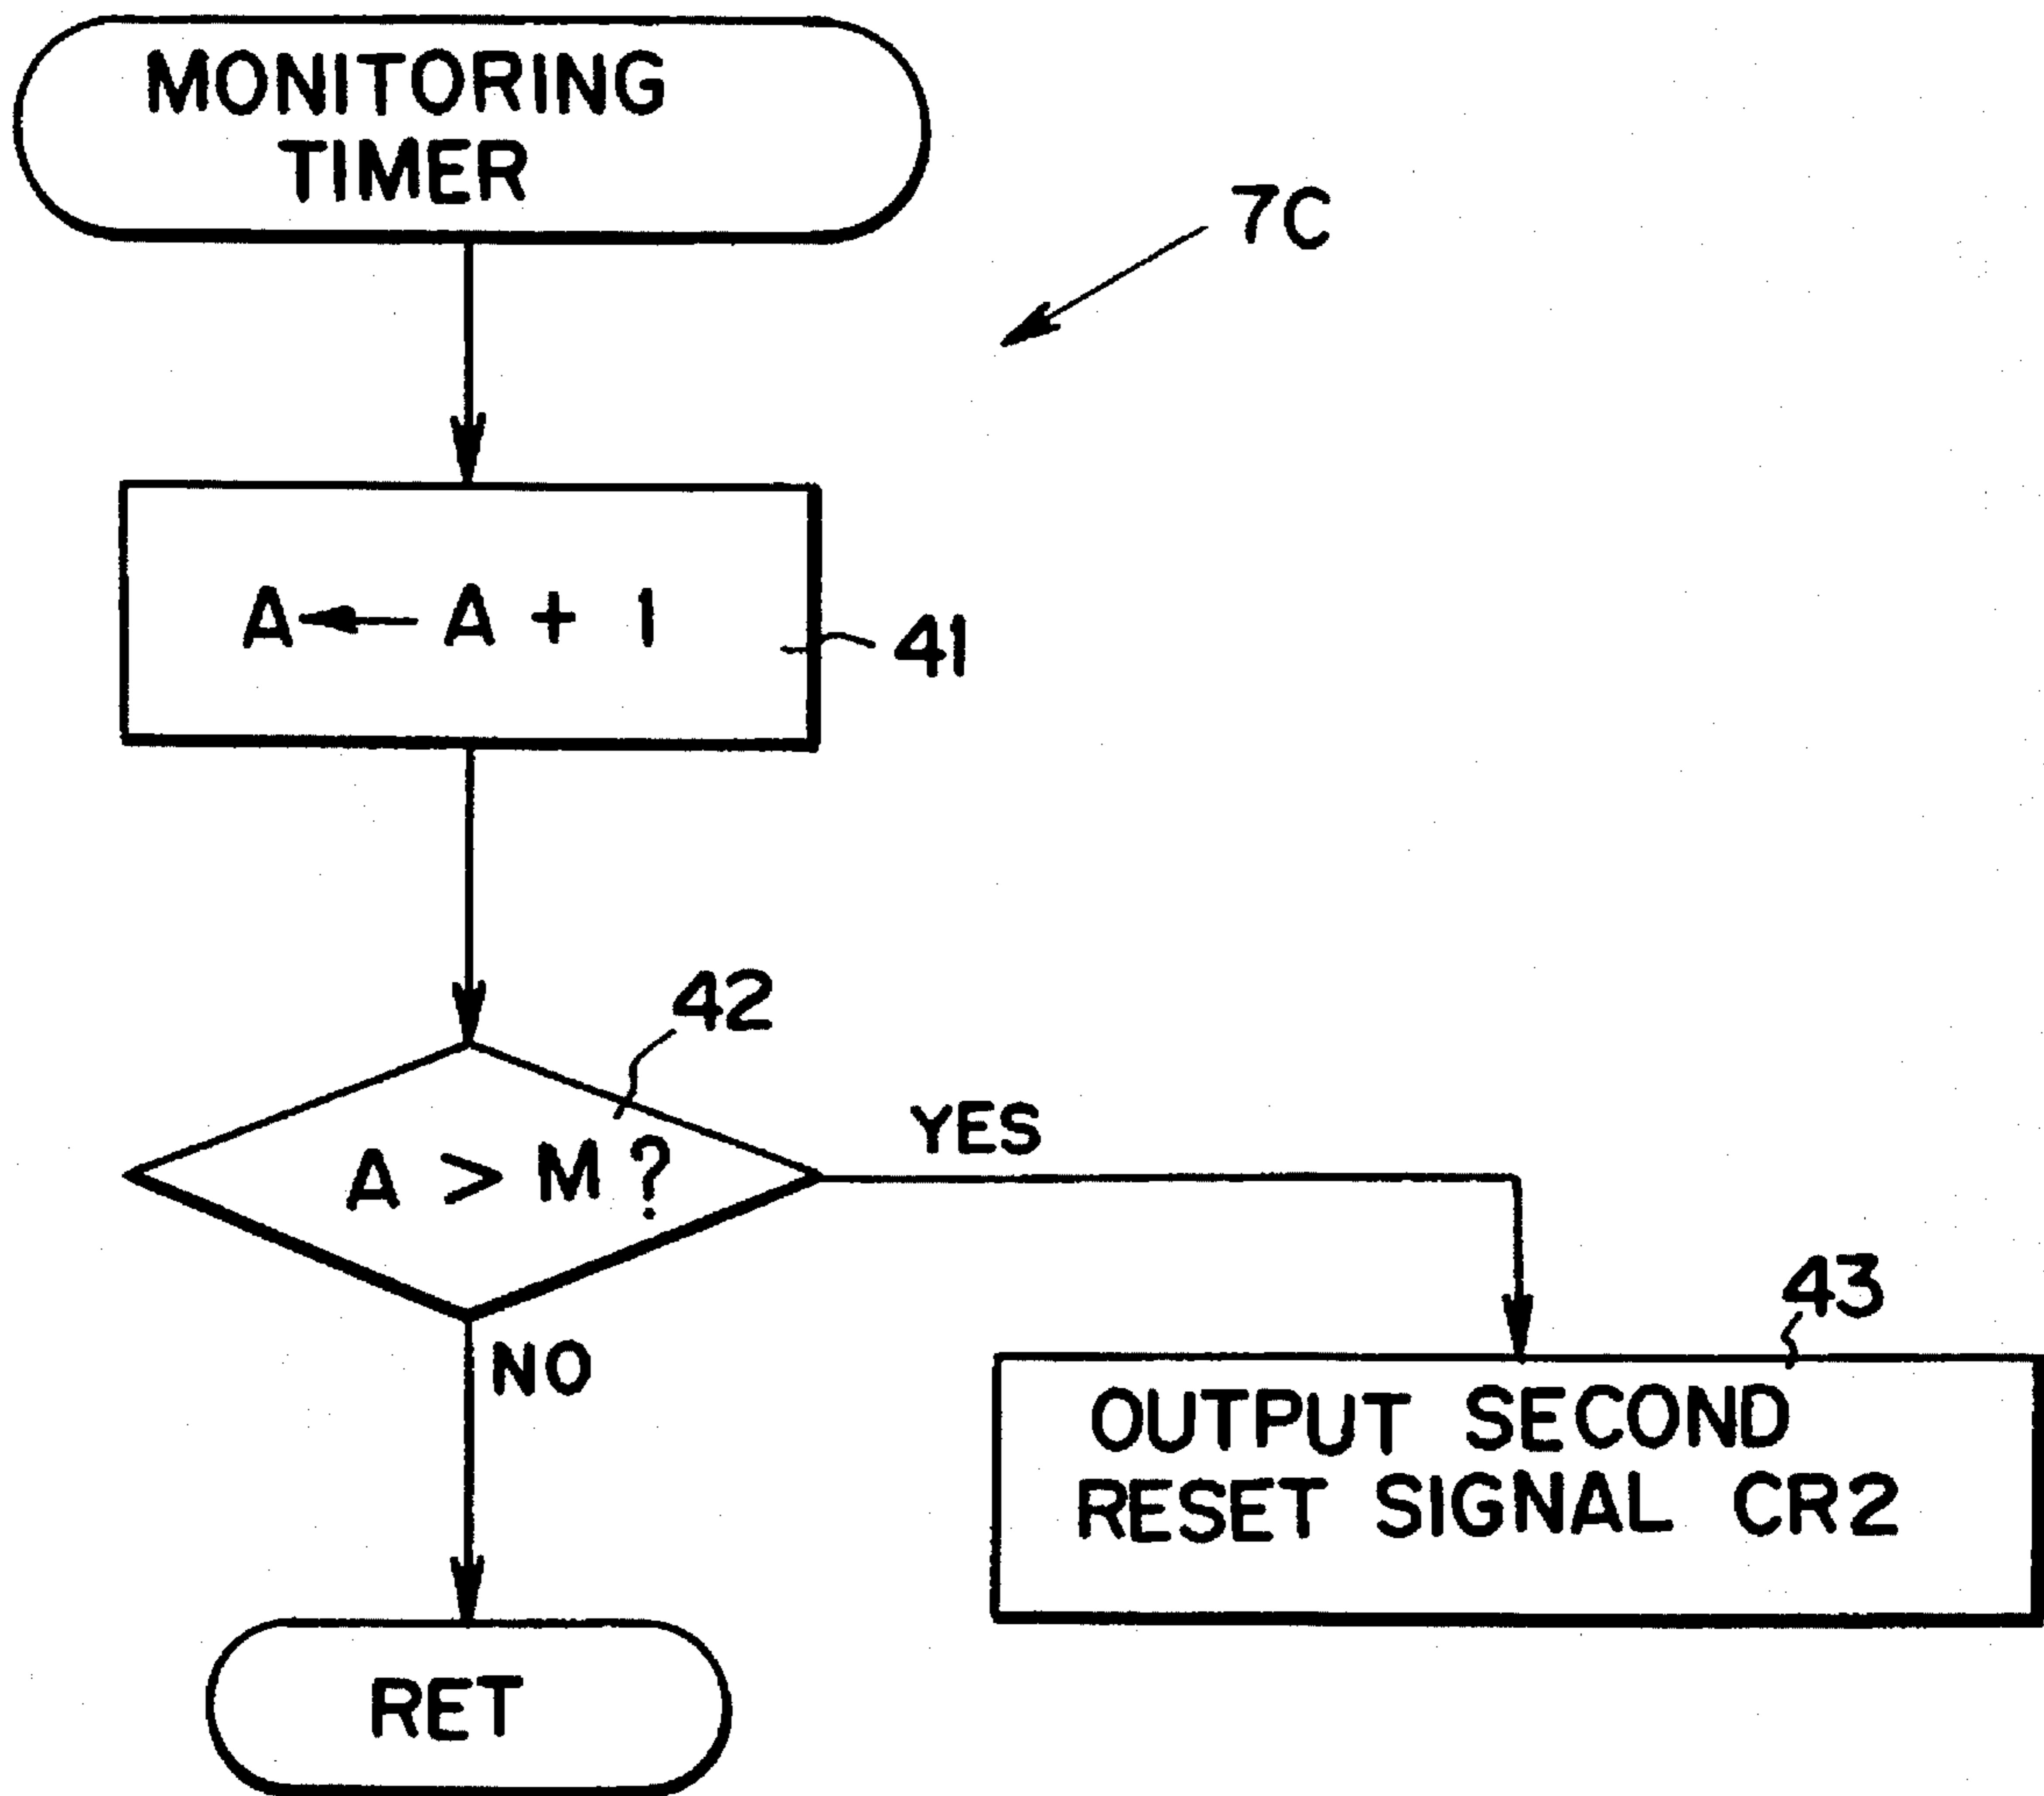 MONITORING
TIMER
7C
A ← A + 1
41
42
A > M ?
YES
NO
43
OUTPUT SECOND
RESET SIGNAL CR2
RET